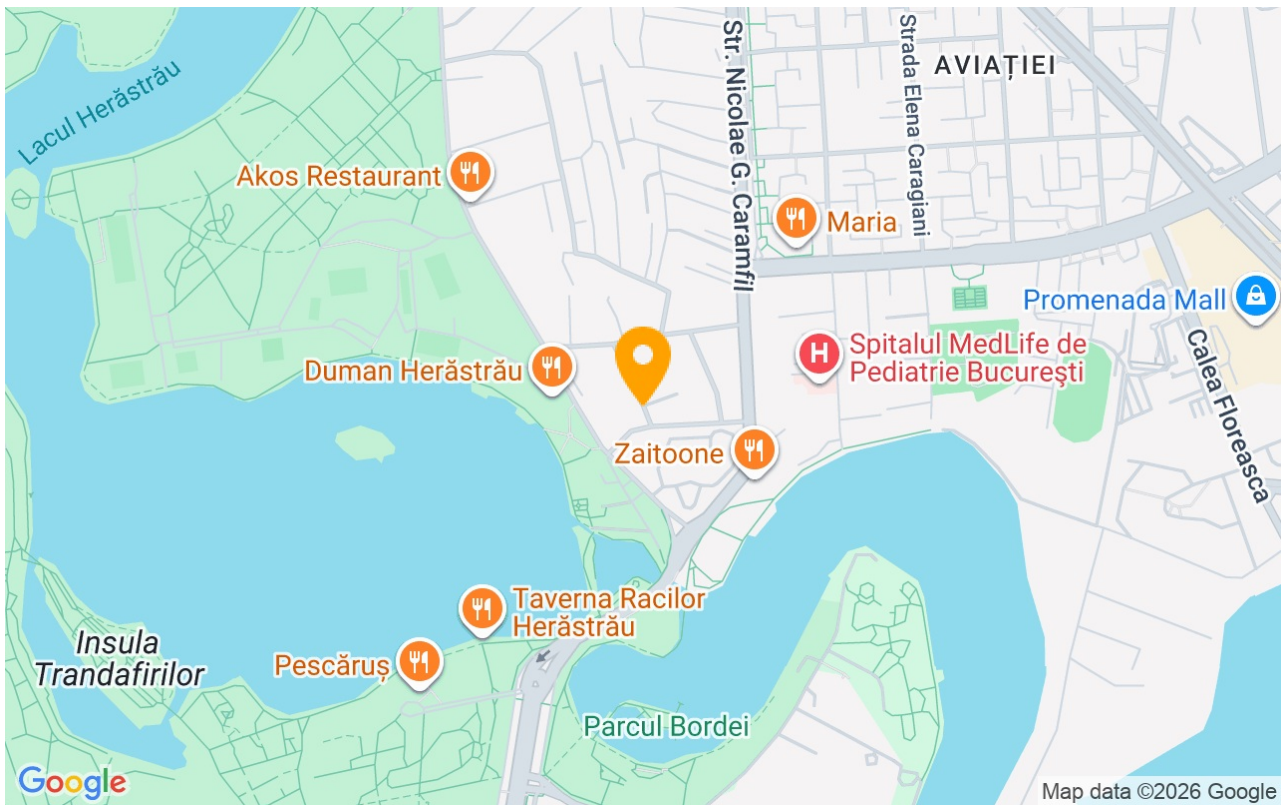 Lacul Herăstrău
Str. Nicolae G. Caramfil
Strada Elena Caragiani
AVIAȚIEI
Akos Restaurant
Maria
Promenada Mall
Spitalul MedLife de
Pediatrie Bucureşti
Duman Herăstrău
Calea Floreasca
Zaitoone
Taverna Racilor
Herăstrău
Insula
Trandafirilor
Pescăruș
Parcul Bordei
Google
Map data ©2026 Google